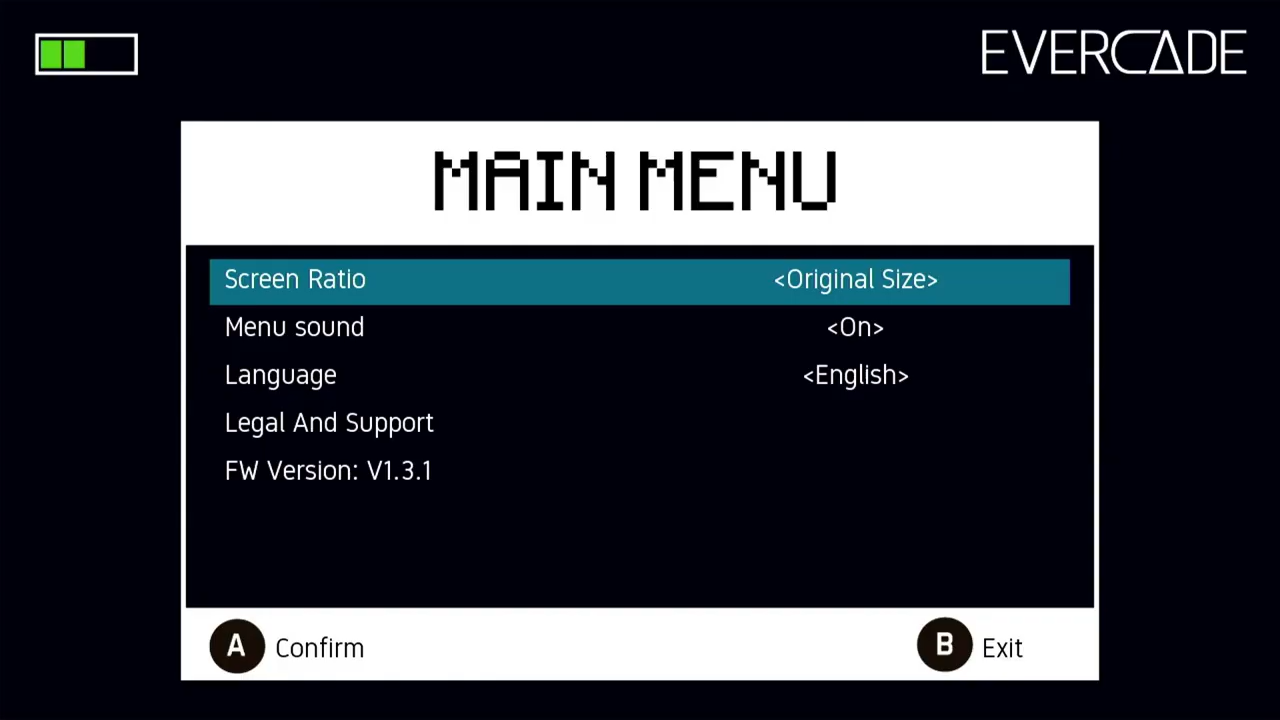 EVERCADE
MAIN MENU
Screen Ratio <Original Size>
Menu sound <On>
Language <English>
Legal And Support
FW Version: V1.3.1
A Confirm B Exit